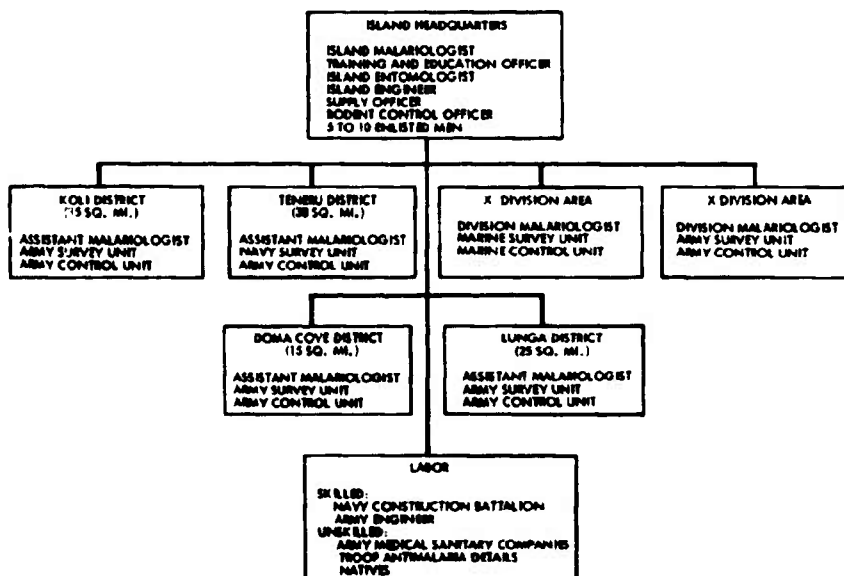 ISLAND HEADQUARTERS
ISLAND MALARIOLOGIST
TRAINING AND EDUCATION OFFICER
ISLAND ENTOMOLOGIST
ISLAND ENGINEER
SUPPLY OFFICER
RODENT CONTROL OFFICER
5 TO 10 ENLISTED MEN
KOLI DISTRICT
(15 SQ. MI.)
ASSISTANT MALARIOLOGIST
ARMY SURVEY UNIT
ARMY CONTROL UNIT
TENERU DISTRICT
SQ. MI.)
ASSISTANT MALARIOLOGIST
NAVY SURVEY UNIT
ARMY CONTROL UNIT
X DIVISION AREA
DIVISION MALARIOLOGIST
MARINE SURVEY UNIT
MARINE CONTROL UNIT
X DIVISION AREA
DIVISION MALARIOLOGIST
ARMY SURVEY UNIT
ARMY CONTROL UNIT
DOMA COVE DISTRICT
(15 SQ. MI.)
ASSISTANT MALARIOLOGIST
ARMY SURVEY UNIT
ARMY CONTROL UNIT
LUNGA DISTRICT
(25 SQ. MI.)
ASSISTANT MALARIOLOGIST
ARMY SURVEY UNIT
ARMY CONTROL UNIT
LABOR
SKILLED:
NAVY CONSTRUCTION BATTALION
ARMY ENGINEER
UNSKILLED:
ARMY MEDICAL SANITARY COMPANIES
TROOP ANTIMALARIA DETAILS
NATIVES